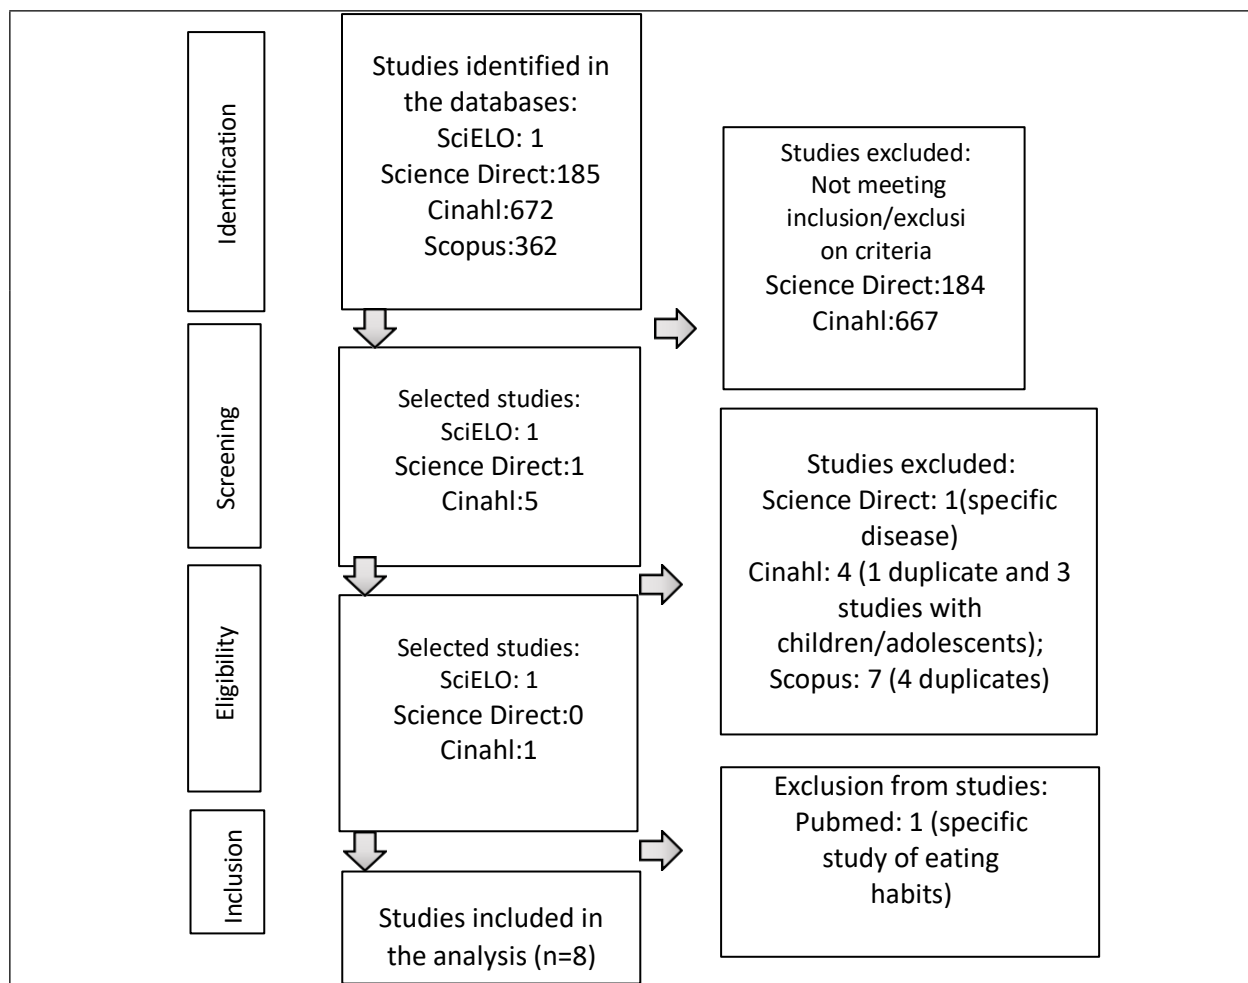 Identification
Studies identified in
the databases:
SciELO: 1
Science Direct:185
Cinahl:672
Scopus:362
Studies excluded:
Not meeting
inclusion/exclusi
on criteria
Science Direct:184
Cinahl:667
Screening
Selected studies:
SciELO: 1
Science Direct:1
Cinahl:5
Studies excluded:
Science Direct: 1(specific
disease)
Cinahl: 4 (1 duplicate and 3
studies with
children/adolescents);
Scopus: 7 (4 duplicates)
Eligibility
Selected studies:
SciELO: 1
Science Direct:0
Cinahl:1
Exclusion from studies:
Pubmed: 1 (specific
study of eating
habits)
Inclusion
Studies included in
the analysis (n=8)